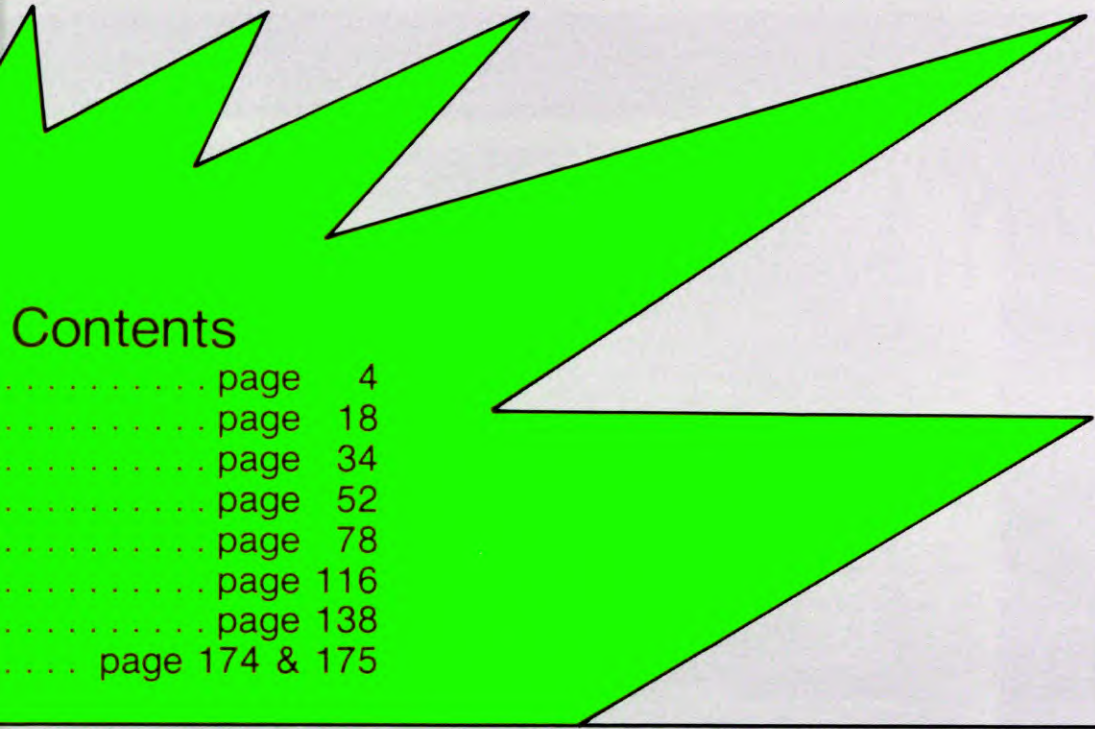 Contents
. . . . . . . . . . page 4
. . . . . . . . . . page 18
. . . . . . . . . . page 34
. . . . . . . . . . page 52
. . . . . . . . . . page 78
. . . . . . . . . . page 116
. . . . . . . . . . page 138
. . . . page 174 & 175